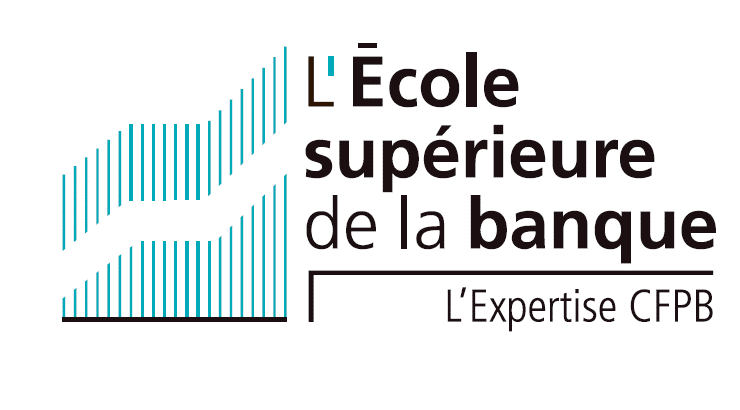 L'École
supérieure
de la banque
L'Expertise CFPB